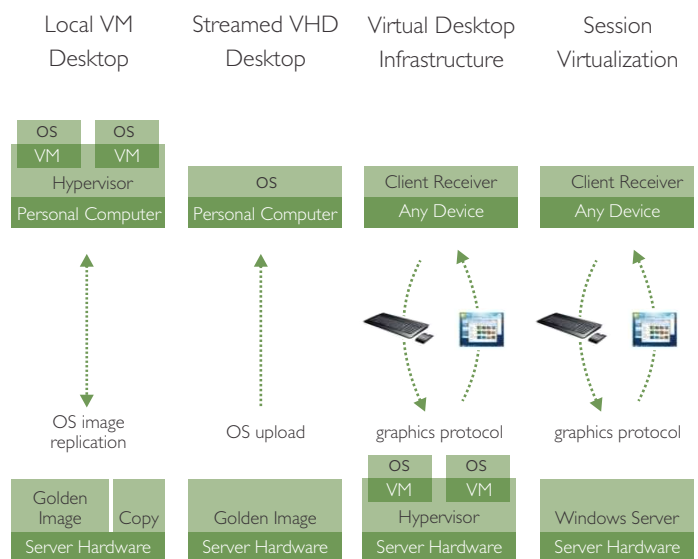 Local VM
Desktop
Streamed VHD
Desktop
Virtual Desktop
Infrastructure
Session
Virtualization
OS
OS
VM
VM
Hypervisor
Personal Computer
OS
Personal Computer
Client Receiver
Any Device
Client Receiver
Any Device
OS image
replication
OS upload
graphics protocol
graphics protocol
Golden
Image
Copy
Server Hardware
Golden Image
Server Hardware
OS
OS
VM
VM
Hypervisor
Server Hardware
Windows Server
Server Hardware